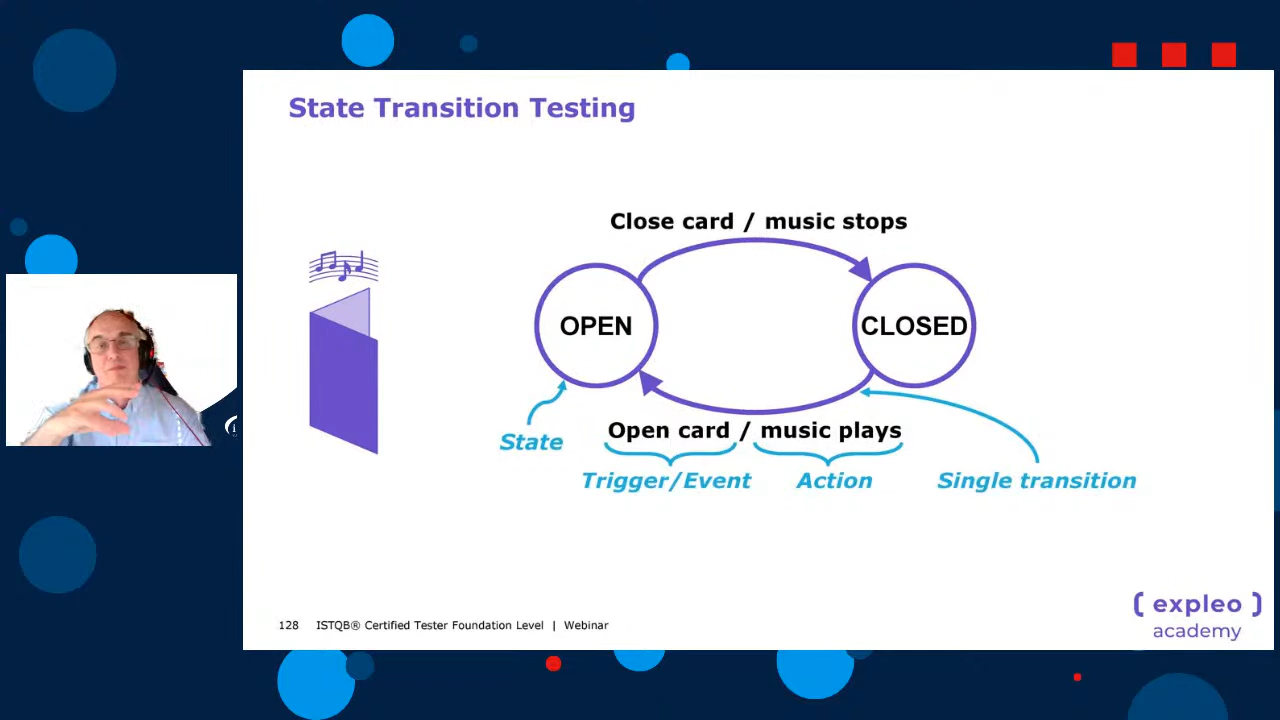 State Transition Testing
Close card / music stops
OPEN
CLOSED
State
Open card / music plays
Trigger/Event
Action
Single transition
128 ISTQB® Certified Tester Foundation Level | Webinar
( expleo )
academy